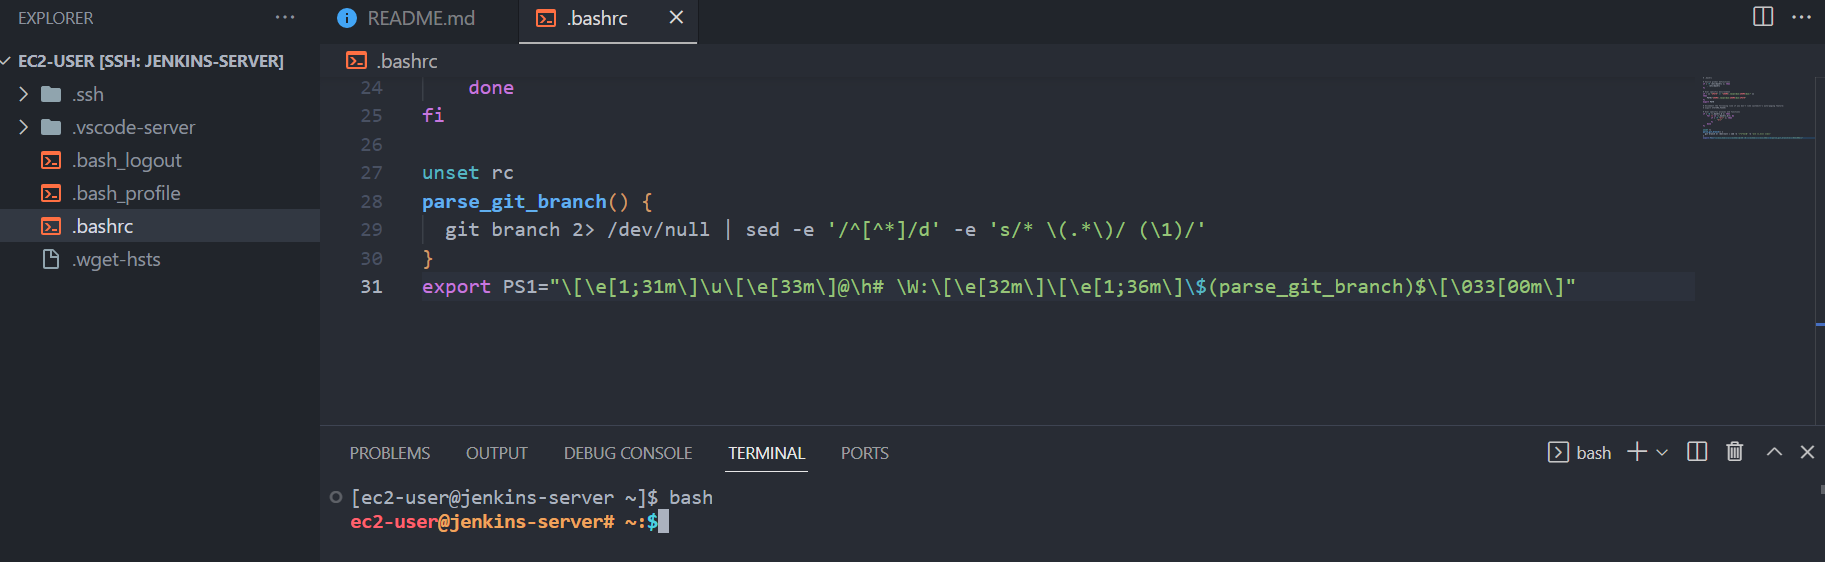 EXPLORER
README.md
.bashrc
EC2-USER [SSH: JENKINS-SERVER]
.ssh
.vscode-server
.bash_logout
.bash_profile
.bashrc
.wget-hsts
.bashrc
24 done
25 fi
26
27 unset rc
28 parse_git_branch() {
29 git branch 2> /dev/null | sed -e '/^[^*]/d' -e 's/* \(.*\)/ (\1)/'
30 }
31 export PS1="\[\e[1;31m\]\u\[\e[33m\]@\h# \W:\[\e[32m\]\[\e[1;36m\]\$(parse_git_branch)$\[\033[00m\]"
PROBLEMS OUTPUT DEBUG CONSOLE TERMINAL PORTS
bash
[ec2-user@jenkins-server ~]$ bash
ec2-user@jenkins-server# ~:$